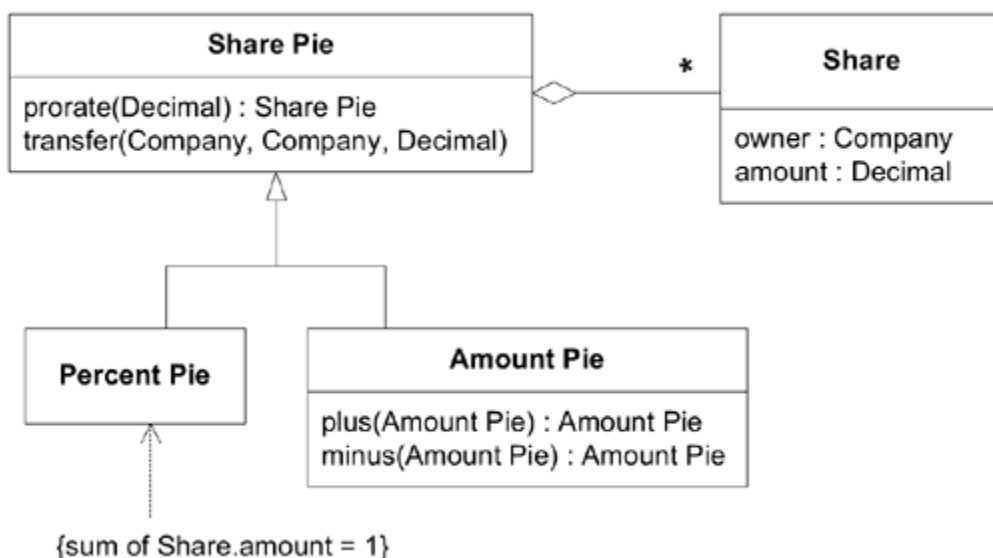 Share Pie
prorate(Decimal) : Share Pie
transfer(Company, Company, Decimal)
*
Share
owner : Company
amount : Decimal
Percent Pie
Amount Pie
plus(Amount Pie) : Amount Pie
minus(Amount Pie) : Amount Pie
{sum of Share.amount = 1}